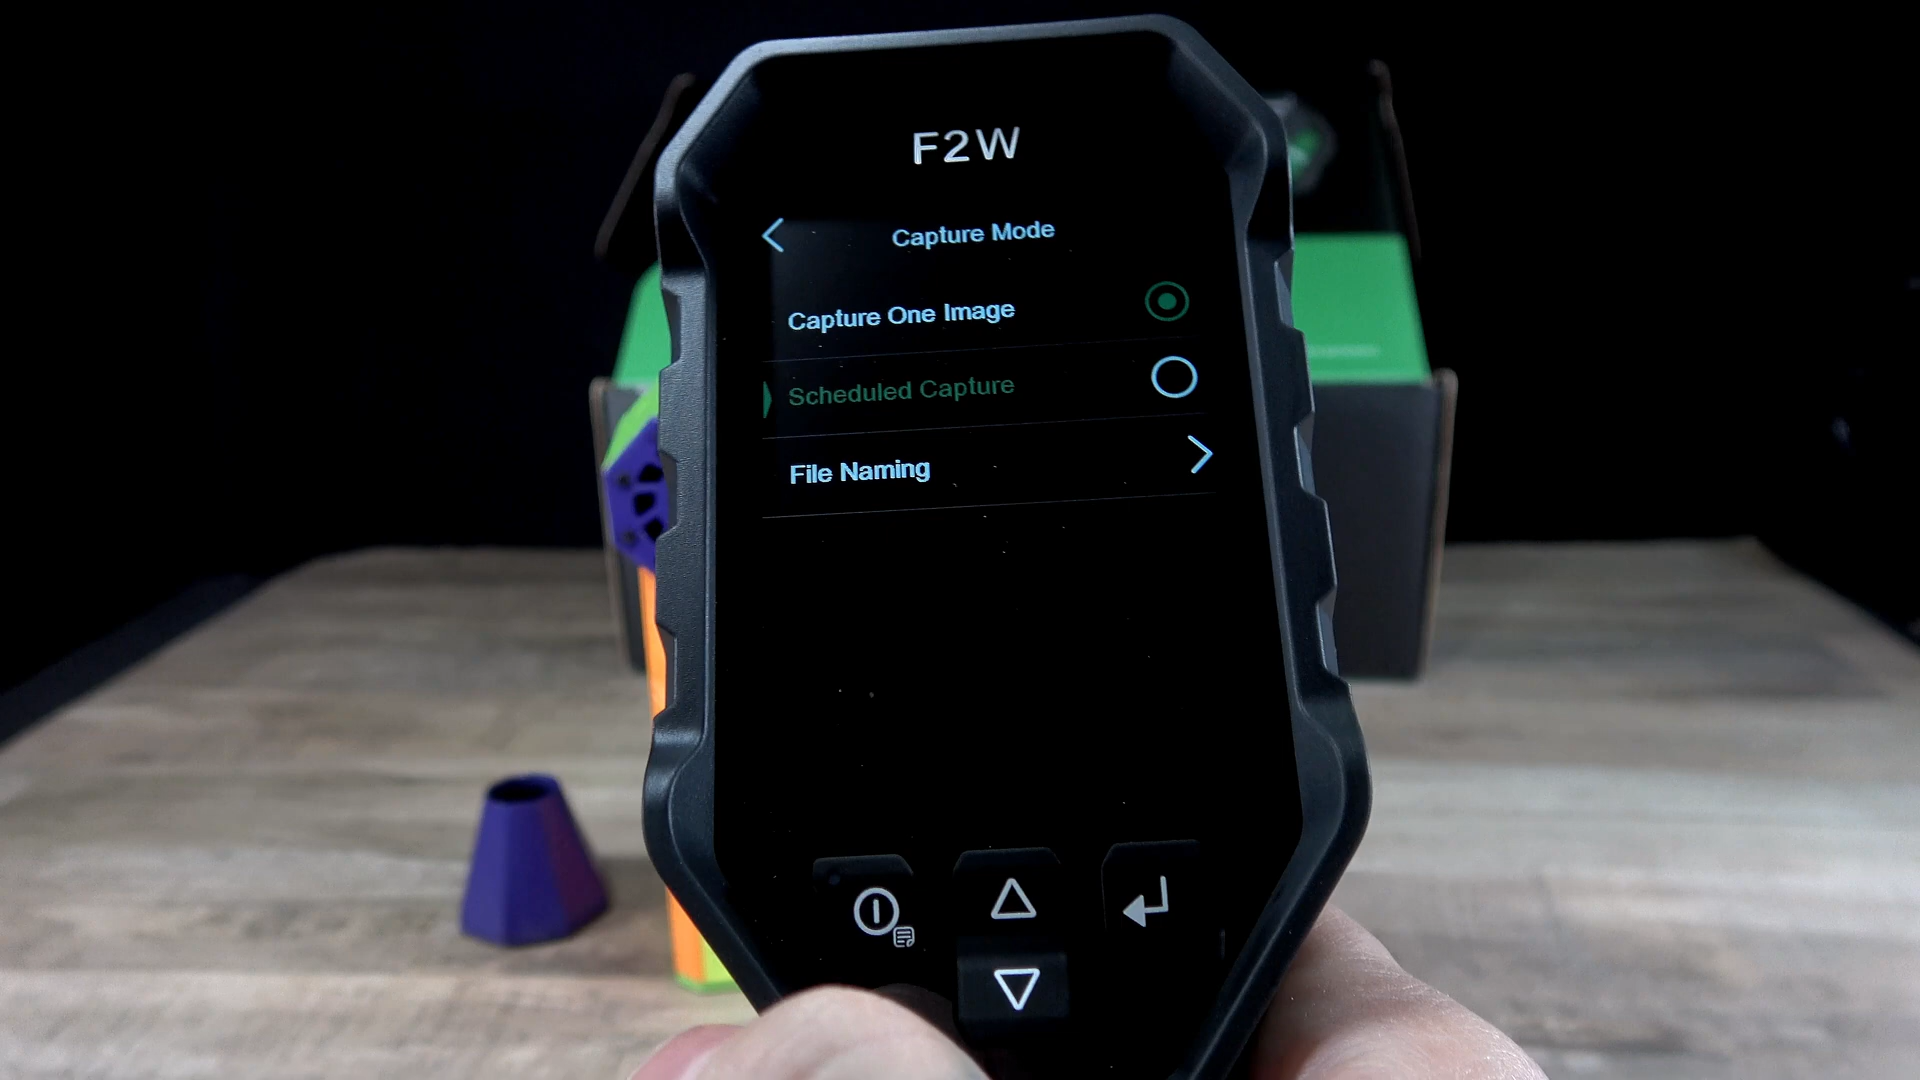 F2W
Capture Mode
Capture One Image
Scheduled Capture
File Naming